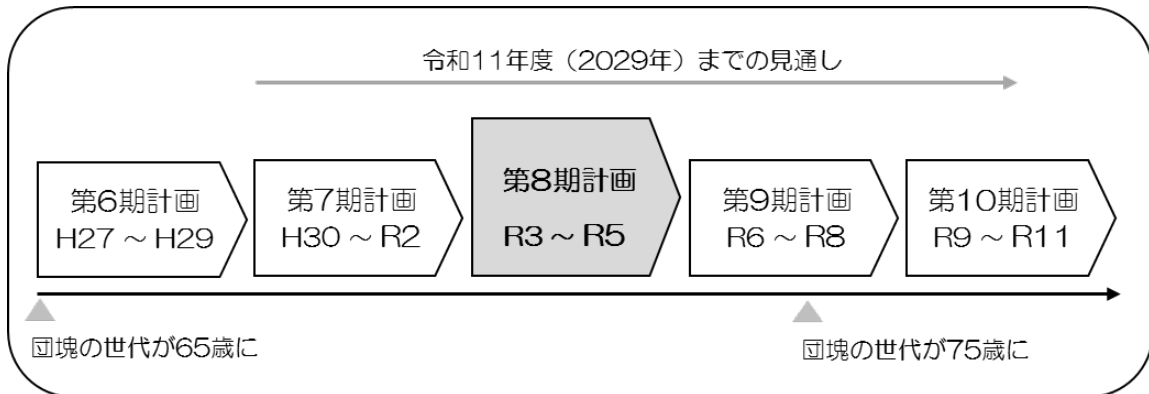 令和11年度（2029年）までの見通し
第6期計画
H27 ～ H29
第7期計画
H30 ～ R2
第8期計画
R3 ～ R5
第9期計画
R6 ～ R8
第10期計画
R9 ～ R11
団塊の世代が65歳に
団塊の世代が75歳に